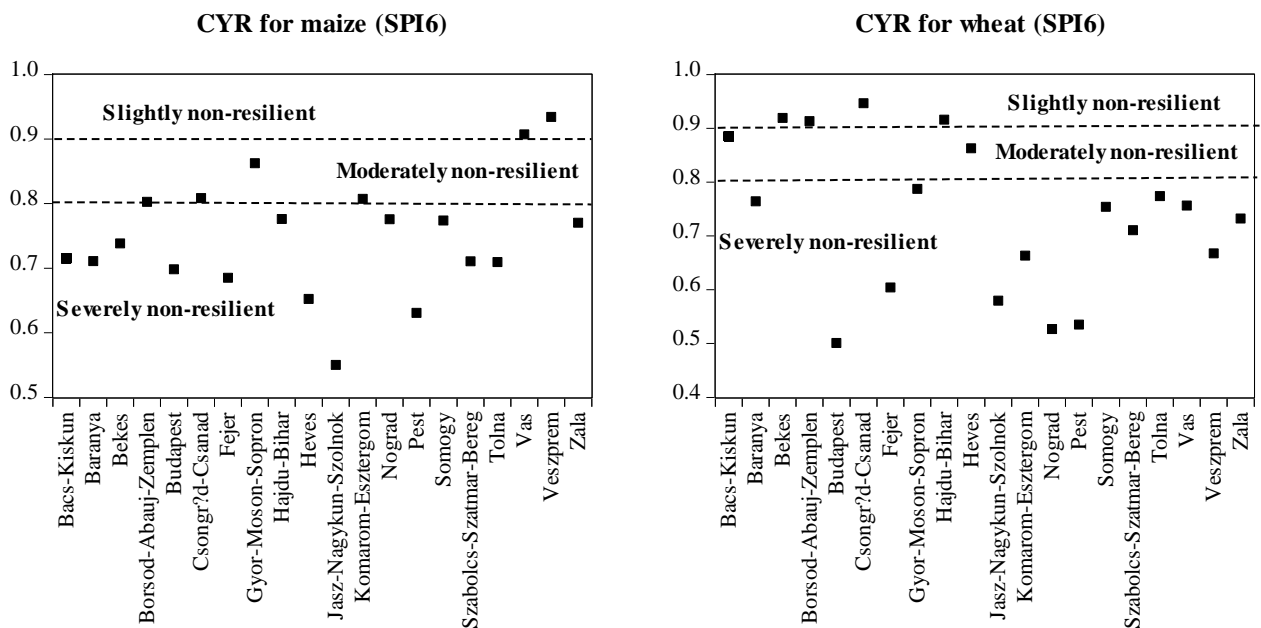 CYR for maize (SPI6)
1.0
0.9
0.8
0.7
0.6
0.5
Slightly non-resilient
Moderately non-resilient
Severely non-resilient
Bacs-Kiskun
Baranya
Bekes
Borsod-Abauj-Zemplen
Budapest
Csongr?d-Csanad
Fejer
Gyor-Moson-Sopron
Hajdu-Bihar
Heves
Jasz-Nagykun-Szolnok
Komarom-Esztergom
Nograd
Pest
Somogy
Szabolcs-Szatmar-Bereg
Tolna
Vas
Veszprem
Zala
CYR for wheat (SPI6)
1.0
0.9
0.8
0.7
0.6
0.5
0.4
Slightly non-resilient
Moderately non-resilient
Severely non-resilient
Bacs-Kiskun
Baranya
Bekes
Borsod-Abauj-Zemplen
Budapest
Csongr?d-Csanad
Fejer
Gyor-Moson-Sopron
Hajdu-Bihar
Heves
Jasz-Nagykun-Szolnok
Komarom-Esztergom
Nograd
Pest
Somogy
Szabolcs-Szatmar-Bereg
Tolna
Vas
Veszprem
Zala